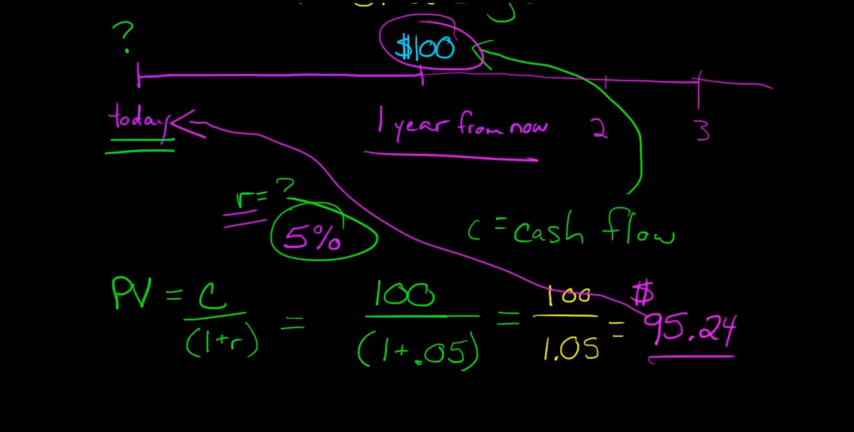 ?
$100
today
1 year from now
2
3
r = ?
5%
c = cash flow
PV = C / (1+r) = 100 / (1+.05) = 100 / 1.05 = $95.24